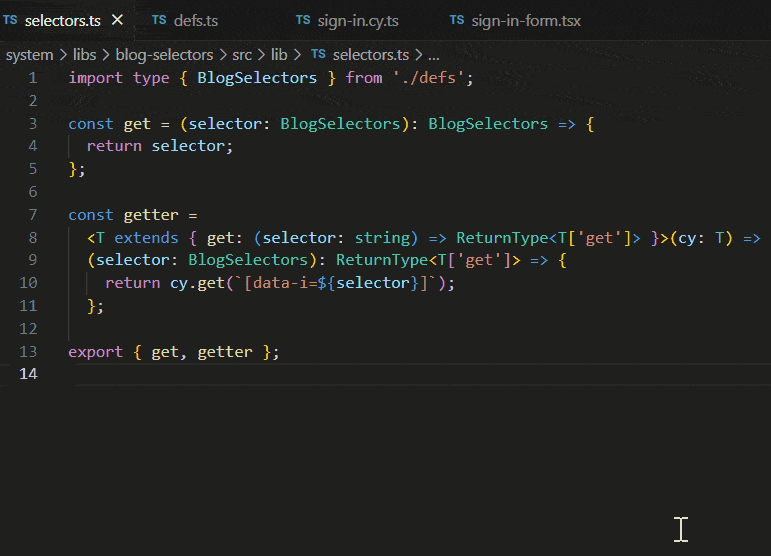 TS selectors.ts × TS defs.ts TS sign-in.cy.ts TS sign-in-form.tsx
system > libs > blog-selectors > src > lib > TS selectors.ts > ...
1 import type { BlogSelectors } from './defs';
2
3 const get = (selector: BlogSelectors): BlogSelectors => {
4   return selector;
5 };
6
7 const getter =
8   <T extends { get: (selector: string) => ReturnType<T['get']> }>(cy: T) =>
9   (selector: BlogSelectors): ReturnType<T['get']> => {
10     return cy.get(`[data-i=${selector}]`);
11   };
12
13 export { get, getter };
14